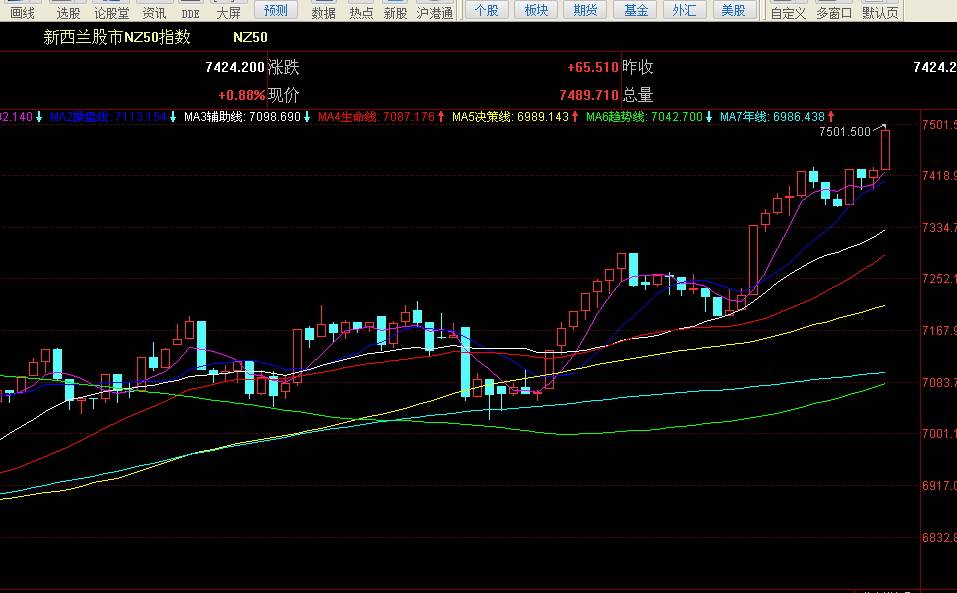 画线 选股 论股堂 资讯 DDE 大屏 预测 数据 热点 新股 沪港通 个股 板块 期货 基金 外汇 美股 自定义 多窗口 默认页
新西兰股市NZ50指数 NZ50
7424.200 涨跌 +65.510 昨收 7424.2
+0.88% 现价 7489.710 总量
02.140↓ MA2操盘线: 7113.154↓ MA3辅助线: 7098.690↓ MA4生命线: 7087.176↑ MA5决策线: 6989.143↑ MA6趋势线: 7042.700↓ MA7年线: 6986.438↑
7501.5
7501.500
7418.9
7334.7
7252.1
7167.9
7083.7
7001.1
6917.0
6832.8